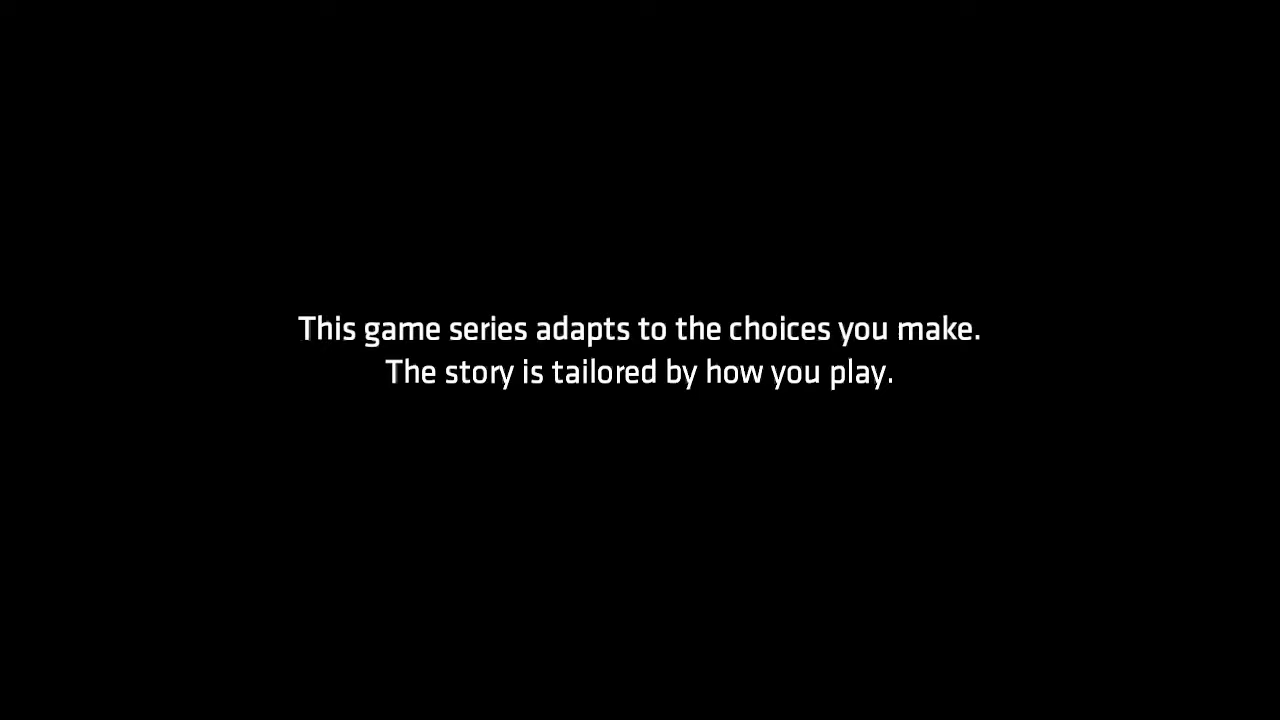 This game series adapts to the choices you make.
The story is tailored by how you play.